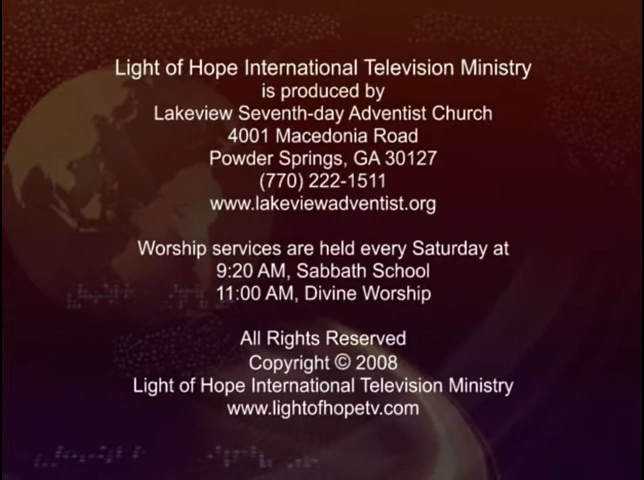 Light of Hope International Television Ministry
is produced by
Lakeview Seventh-day Adventist Church
4001 Macedonia Road
Powder Springs, GA 30127
(770) 222-1511
www.lakeviewadventist.org
Worship services are held every Saturday at
9:20 AM, Sabbath School
11:00 AM, Divine Worship
All Rights Reserved
Copyright © 2008
Light of Hope International Television Ministry
www.lightofhopetv.com